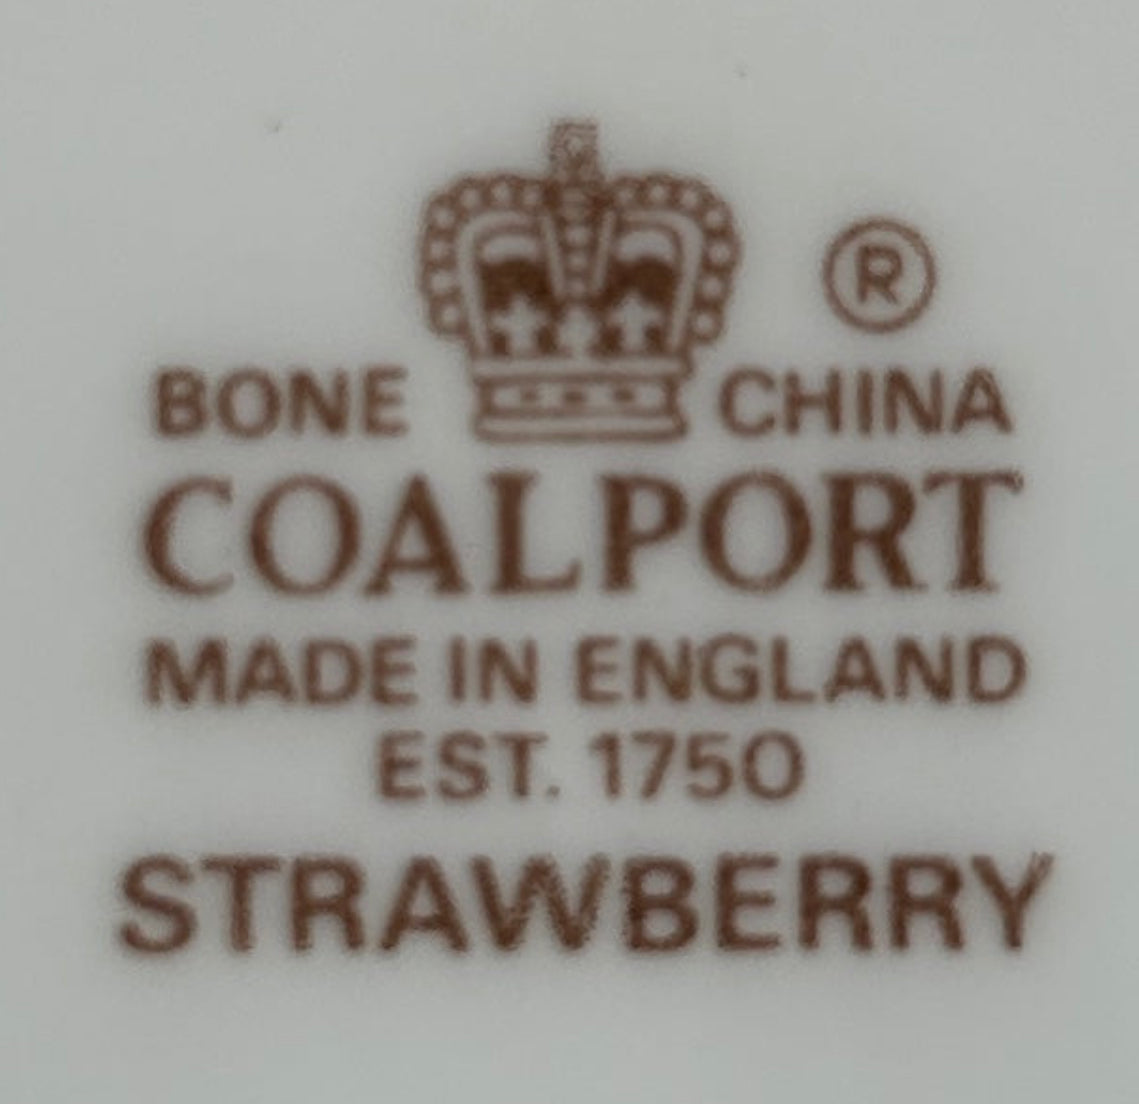 ®
BONE CHINA
COALPORT
MADE IN ENGLAND
EST. 1750
STRAWBERRY